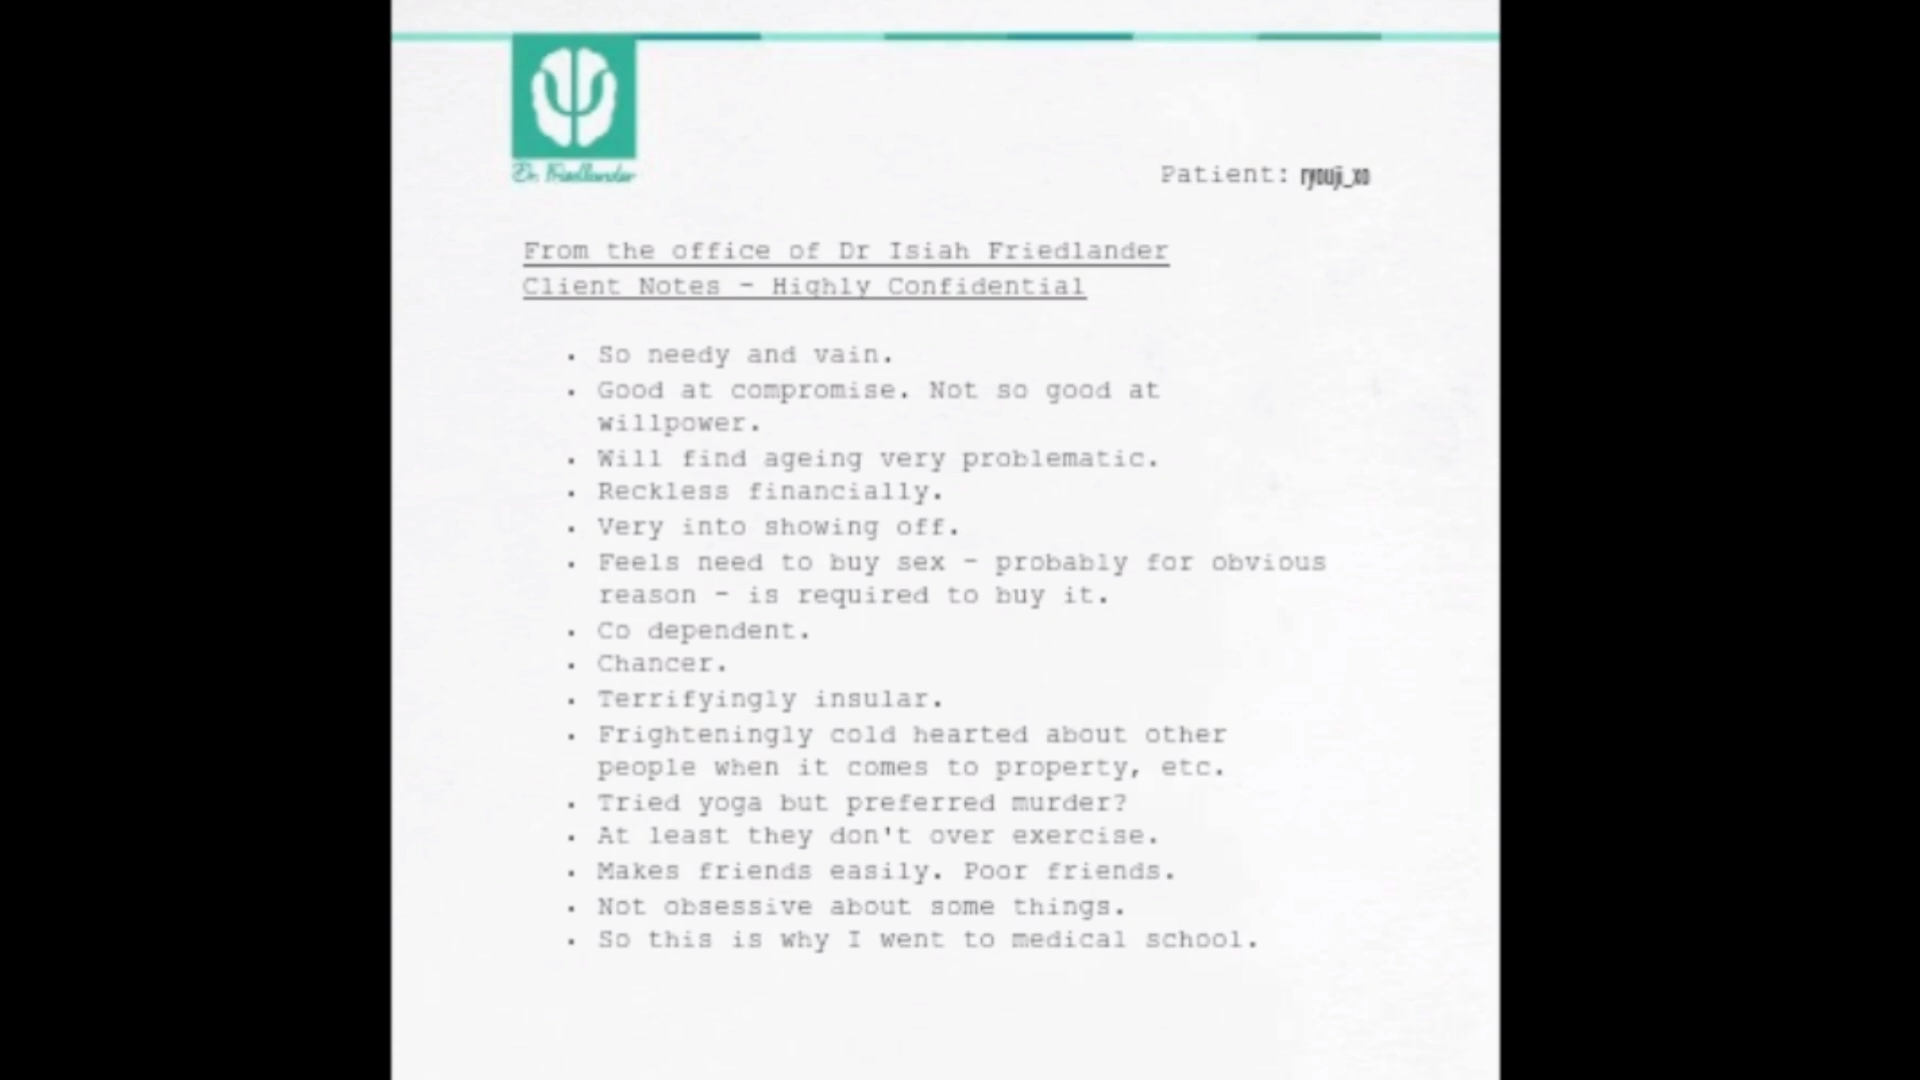 Dr. Friedlander
Patient: ryouji_xo
From the office of Dr Isiah Friedlander
Client Notes - Highly Confidential
• So needy and vain.
• Good at compromise. Not so good at
willpower.
• Will find ageing very problematic.
• Reckless financially.
• Very into showing off.
• Feels need to buy sex - probably for obvious
reason - is required to buy it.
• Co dependent.
• Chancer.
• Terrifyingly insular.
• Frighteningly cold hearted about other
people when it comes to property, etc.
• Tried yoga but preferred murder?
• At least they don't over exercise.
• Makes friends easily. Poor friends.
• Not obsessive about some things.
• So this is why I went to medical school.